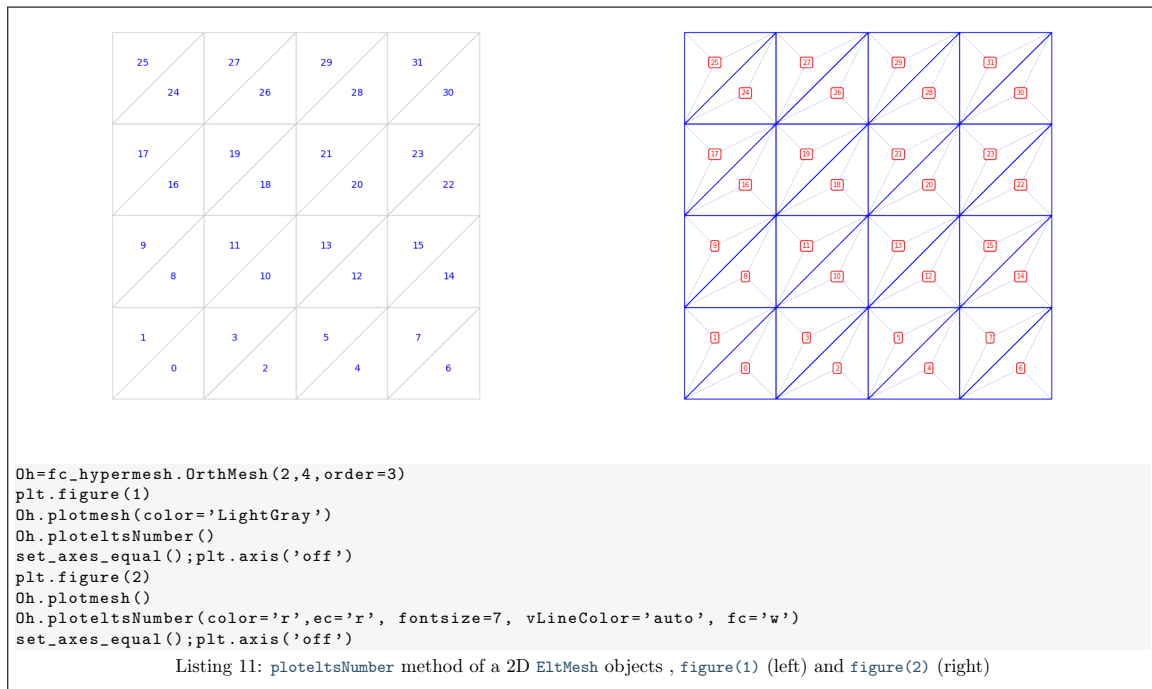 25 27 29 31
24 26 28 30
17 19 21 23
16 18 20 22
9 11 13 15
8 10 12 14
1 3 5 7
0 2 4 6
25 27 29 31
24 26 28 30
17 19 21 23
16 18 20 22
9 11 13 15
8 10 12 14
1 3 5 7
0 2 4 6
Oh=fc_hypermesh.OrthMesh(2,4,order=3)
plt.figure(1)
Oh.plotmesh(color='LightGray')
Oh.ploteltsNumber()
set_axes_equal();plt.axis('off')
plt.figure(2)
Oh.plotmesh()
Oh.ploteltsNumber(color='r',ec='r', fontsize=7, vLineColor='auto', fc='w')
set_axes_equal();plt.axis('off')
Listing 11: ploteltsNumber method of a 2D EltMesh objects , figure(1) (left) and figure(2) (right)